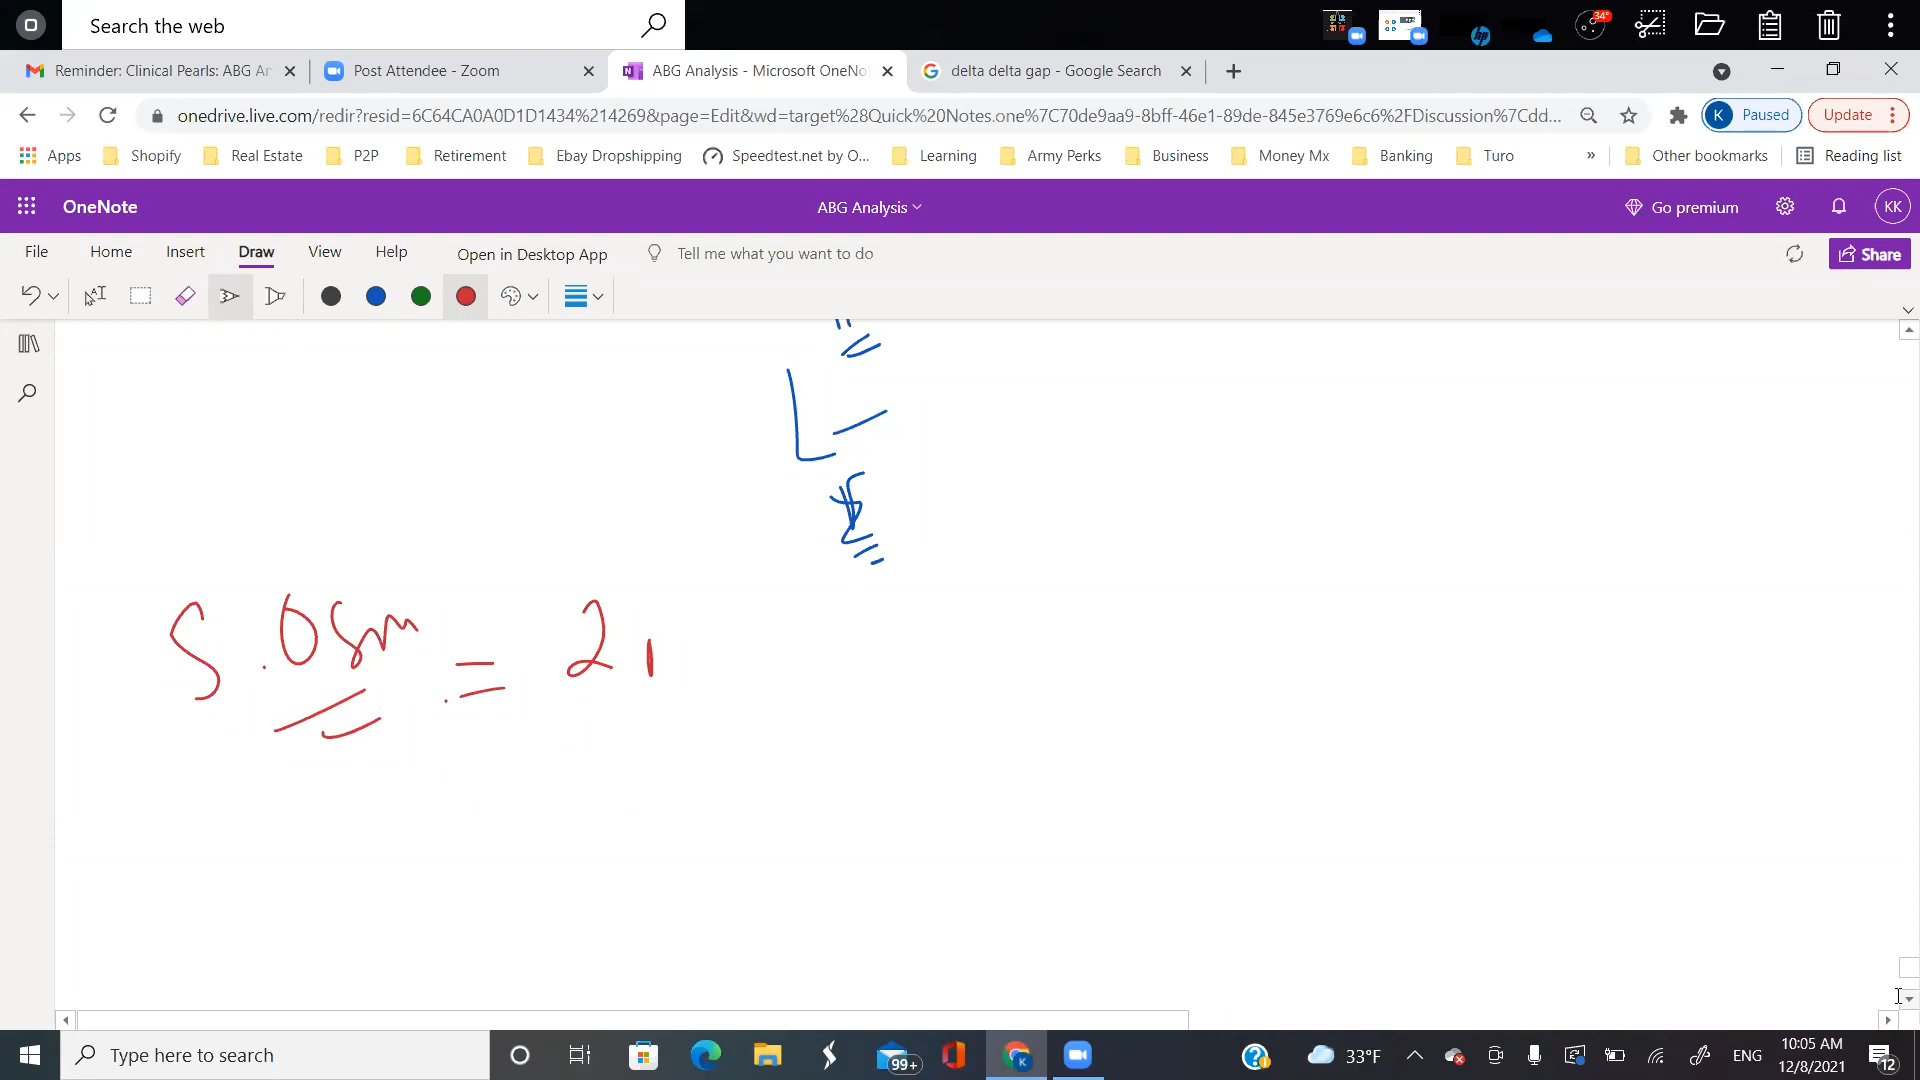 Search the web
34°
Reminder: Clinical Pearls: ABG An
Post Attendee - Zoom
ABG Analysis - Microsoft OneNo
delta delta gap - Google Search
onedrive.live.com/redir?resid=6C64CA0A0D1D1434%214269&page=Edit&wd=target%28Quick%20Notes.one%7C70de9aa9-8bff-46e1-89de-845e3769e6c6%2FDiscussion%7Cdd...
K Paused
Update
Apps
Shopify
Real Estate
P2P
Retirement
Ebay Dropshipping
Speedtest.net by O...
Learning
Army Perks
Business
Money Mx
Banking
Turo
»
Other bookmarks
Reading list
OneNote
ABG Analysis
Go premium
KK
File
Home
Insert
Draw
View
Help
Open in Desktop App
Tell me what you want to do
Share
S.Osm = 2
Type here to search
99+
33°F
ENG
10:05 AM
12/8/2021
12